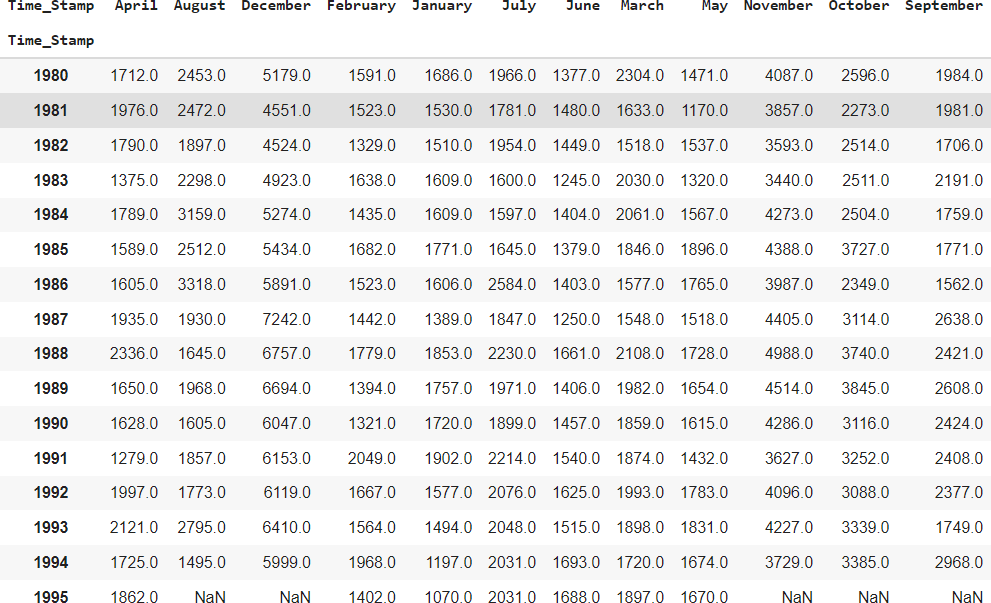 Time_Stamp April August December February January July June March May November October September
Time_Stamp
1980 1712.0 2453.0 5179.0 1591.0 1686.0 1966.0 1377.0 2304.0 1471.0 4087.0 2596.0 1984.0
1981 1976.0 2472.0 4551.0 1523.0 1530.0 1781.0 1480.0 1633.0 1170.0 3857.0 2273.0 1981.0
1982 1790.0 1897.0 4524.0 1329.0 1510.0 1954.0 1449.0 1518.0 1537.0 3593.0 2514.0 1706.0
1983 1375.0 2298.0 4923.0 1638.0 1609.0 1600.0 1245.0 2030.0 1320.0 3440.0 2511.0 2191.0
1984 1789.0 3159.0 5274.0 1435.0 1609.0 1597.0 1404.0 2061.0 1567.0 4273.0 2504.0 1759.0
1985 1589.0 2512.0 5434.0 1682.0 1771.0 1645.0 1379.0 1846.0 1896.0 4388.0 3727.0 1771.0
1986 1605.0 3318.0 5891.0 1523.0 1606.0 2584.0 1403.0 1577.0 1765.0 3987.0 2349.0 1562.0
1987 1935.0 1930.0 7242.0 1442.0 1389.0 1847.0 1250.0 1548.0 1518.0 4405.0 3114.0 2638.0
1988 2336.0 1645.0 6757.0 1779.0 1853.0 2230.0 1661.0 2108.0 1728.0 4988.0 3740.0 2421.0
1989 1650.0 1968.0 6694.0 1394.0 1757.0 1971.0 1406.0 1982.0 1654.0 4514.0 3845.0 2608.0
1990 1628.0 1605.0 6047.0 1321.0 1720.0 1899.0 1457.0 1859.0 1615.0 4286.0 3116.0 2424.0
1991 1279.0 1857.0 6153.0 2049.0 1902.0 2214.0 1540.0 1874.0 1432.0 3627.0 3252.0 2408.0
1992 1997.0 1773.0 6119.0 1667.0 1577.0 2076.0 1625.0 1993.0 1783.0 4096.0 3088.0 2377.0
1993 2121.0 2795.0 6410.0 1564.0 1494.0 2048.0 1515.0 1898.0 1831.0 4227.0 3339.0 1749.0
1994 1725.0 1495.0 5999.0 1968.0 1197.0 2031.0 1693.0 1720.0 1674.0 3729.0 3385.0 2968.0
1995 1862.0 NaN NaN 1402.0 1070.0 2031.0 1688.0 1897.0 1670.0 NaN NaN NaN